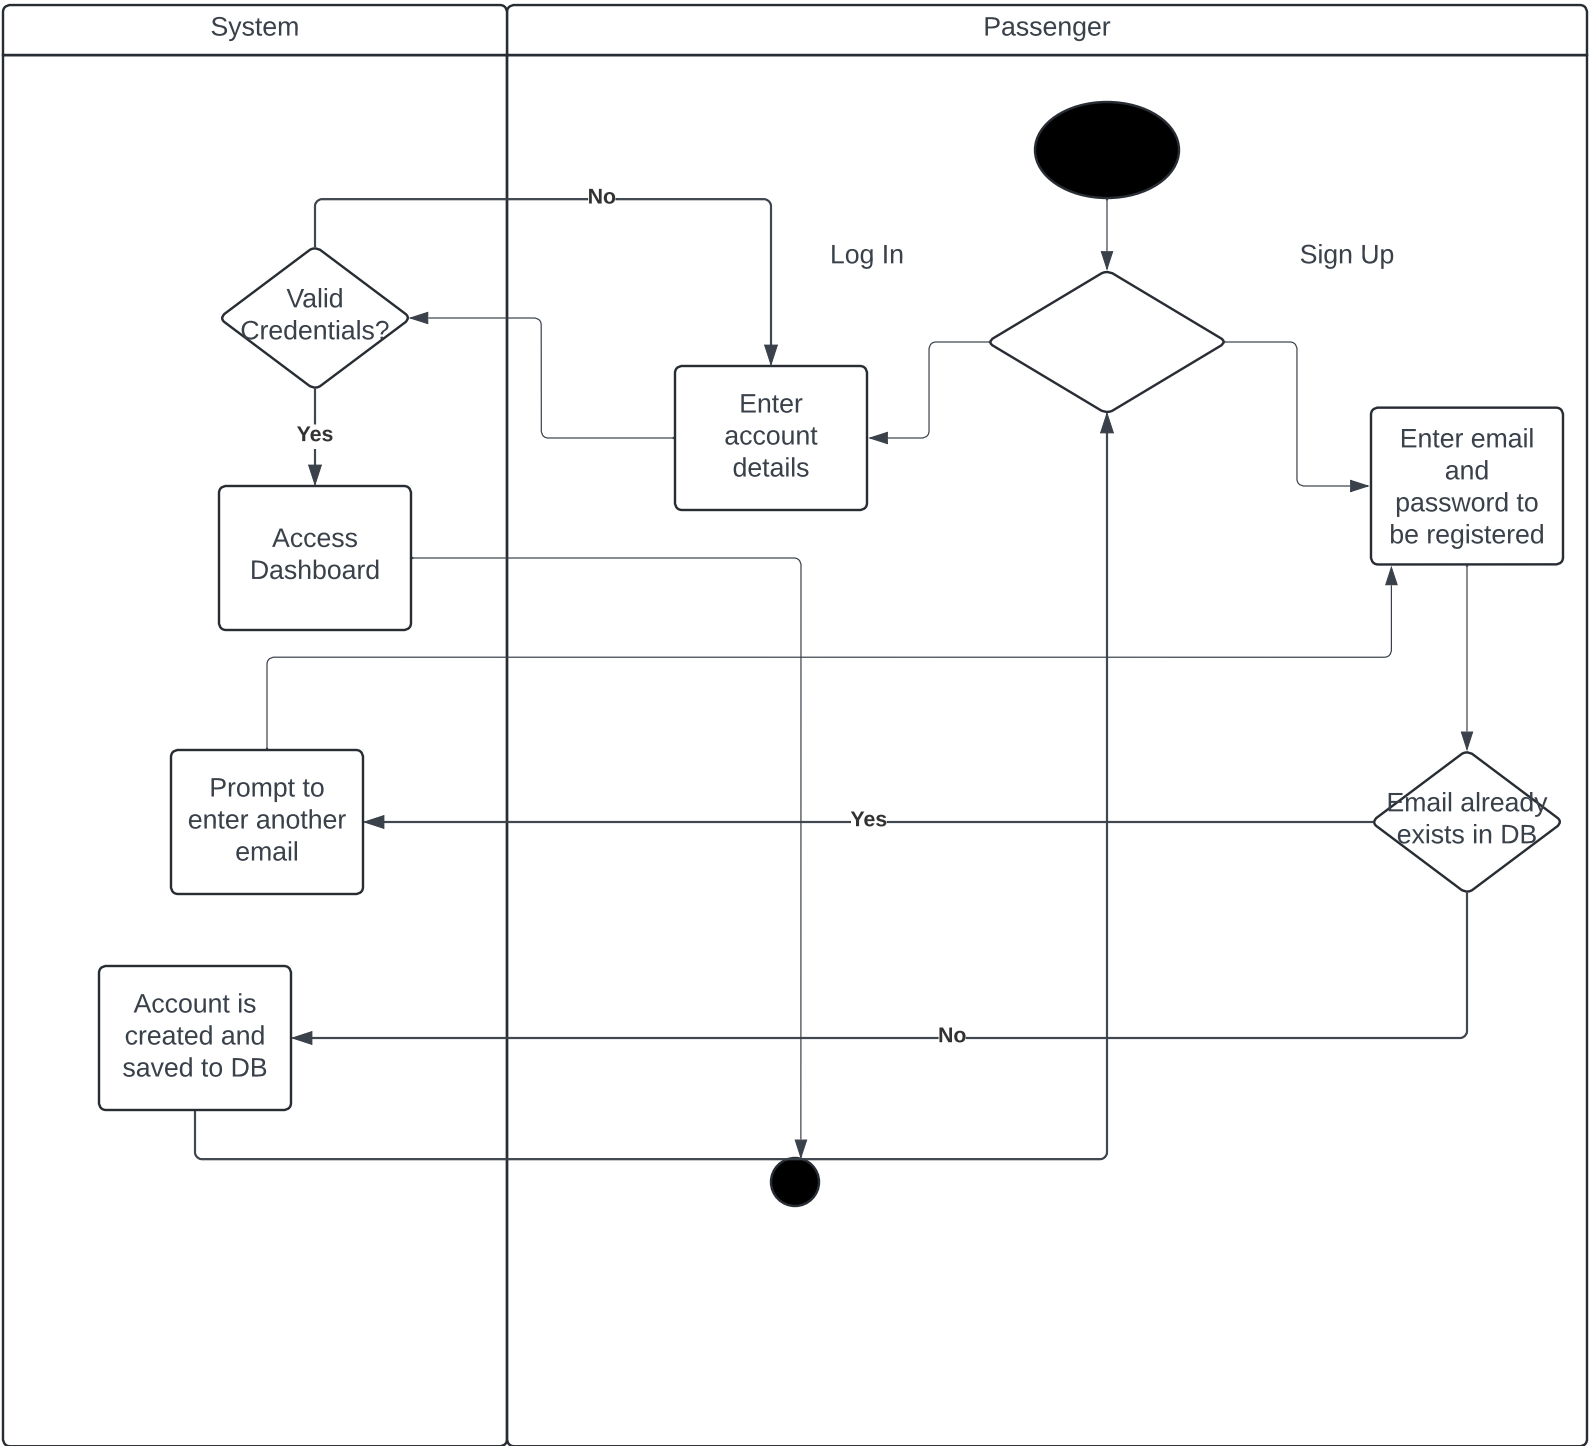 System
Passenger
No
Log In
Sign Up
Valid
Credentials?
Enter
account
details
Yes
Enter email
and
password to
be registered
Access
Dashboard
Prompt to
enter another
email
Yes
Email already
exists in DB
Account is
created and
saved to DB
No